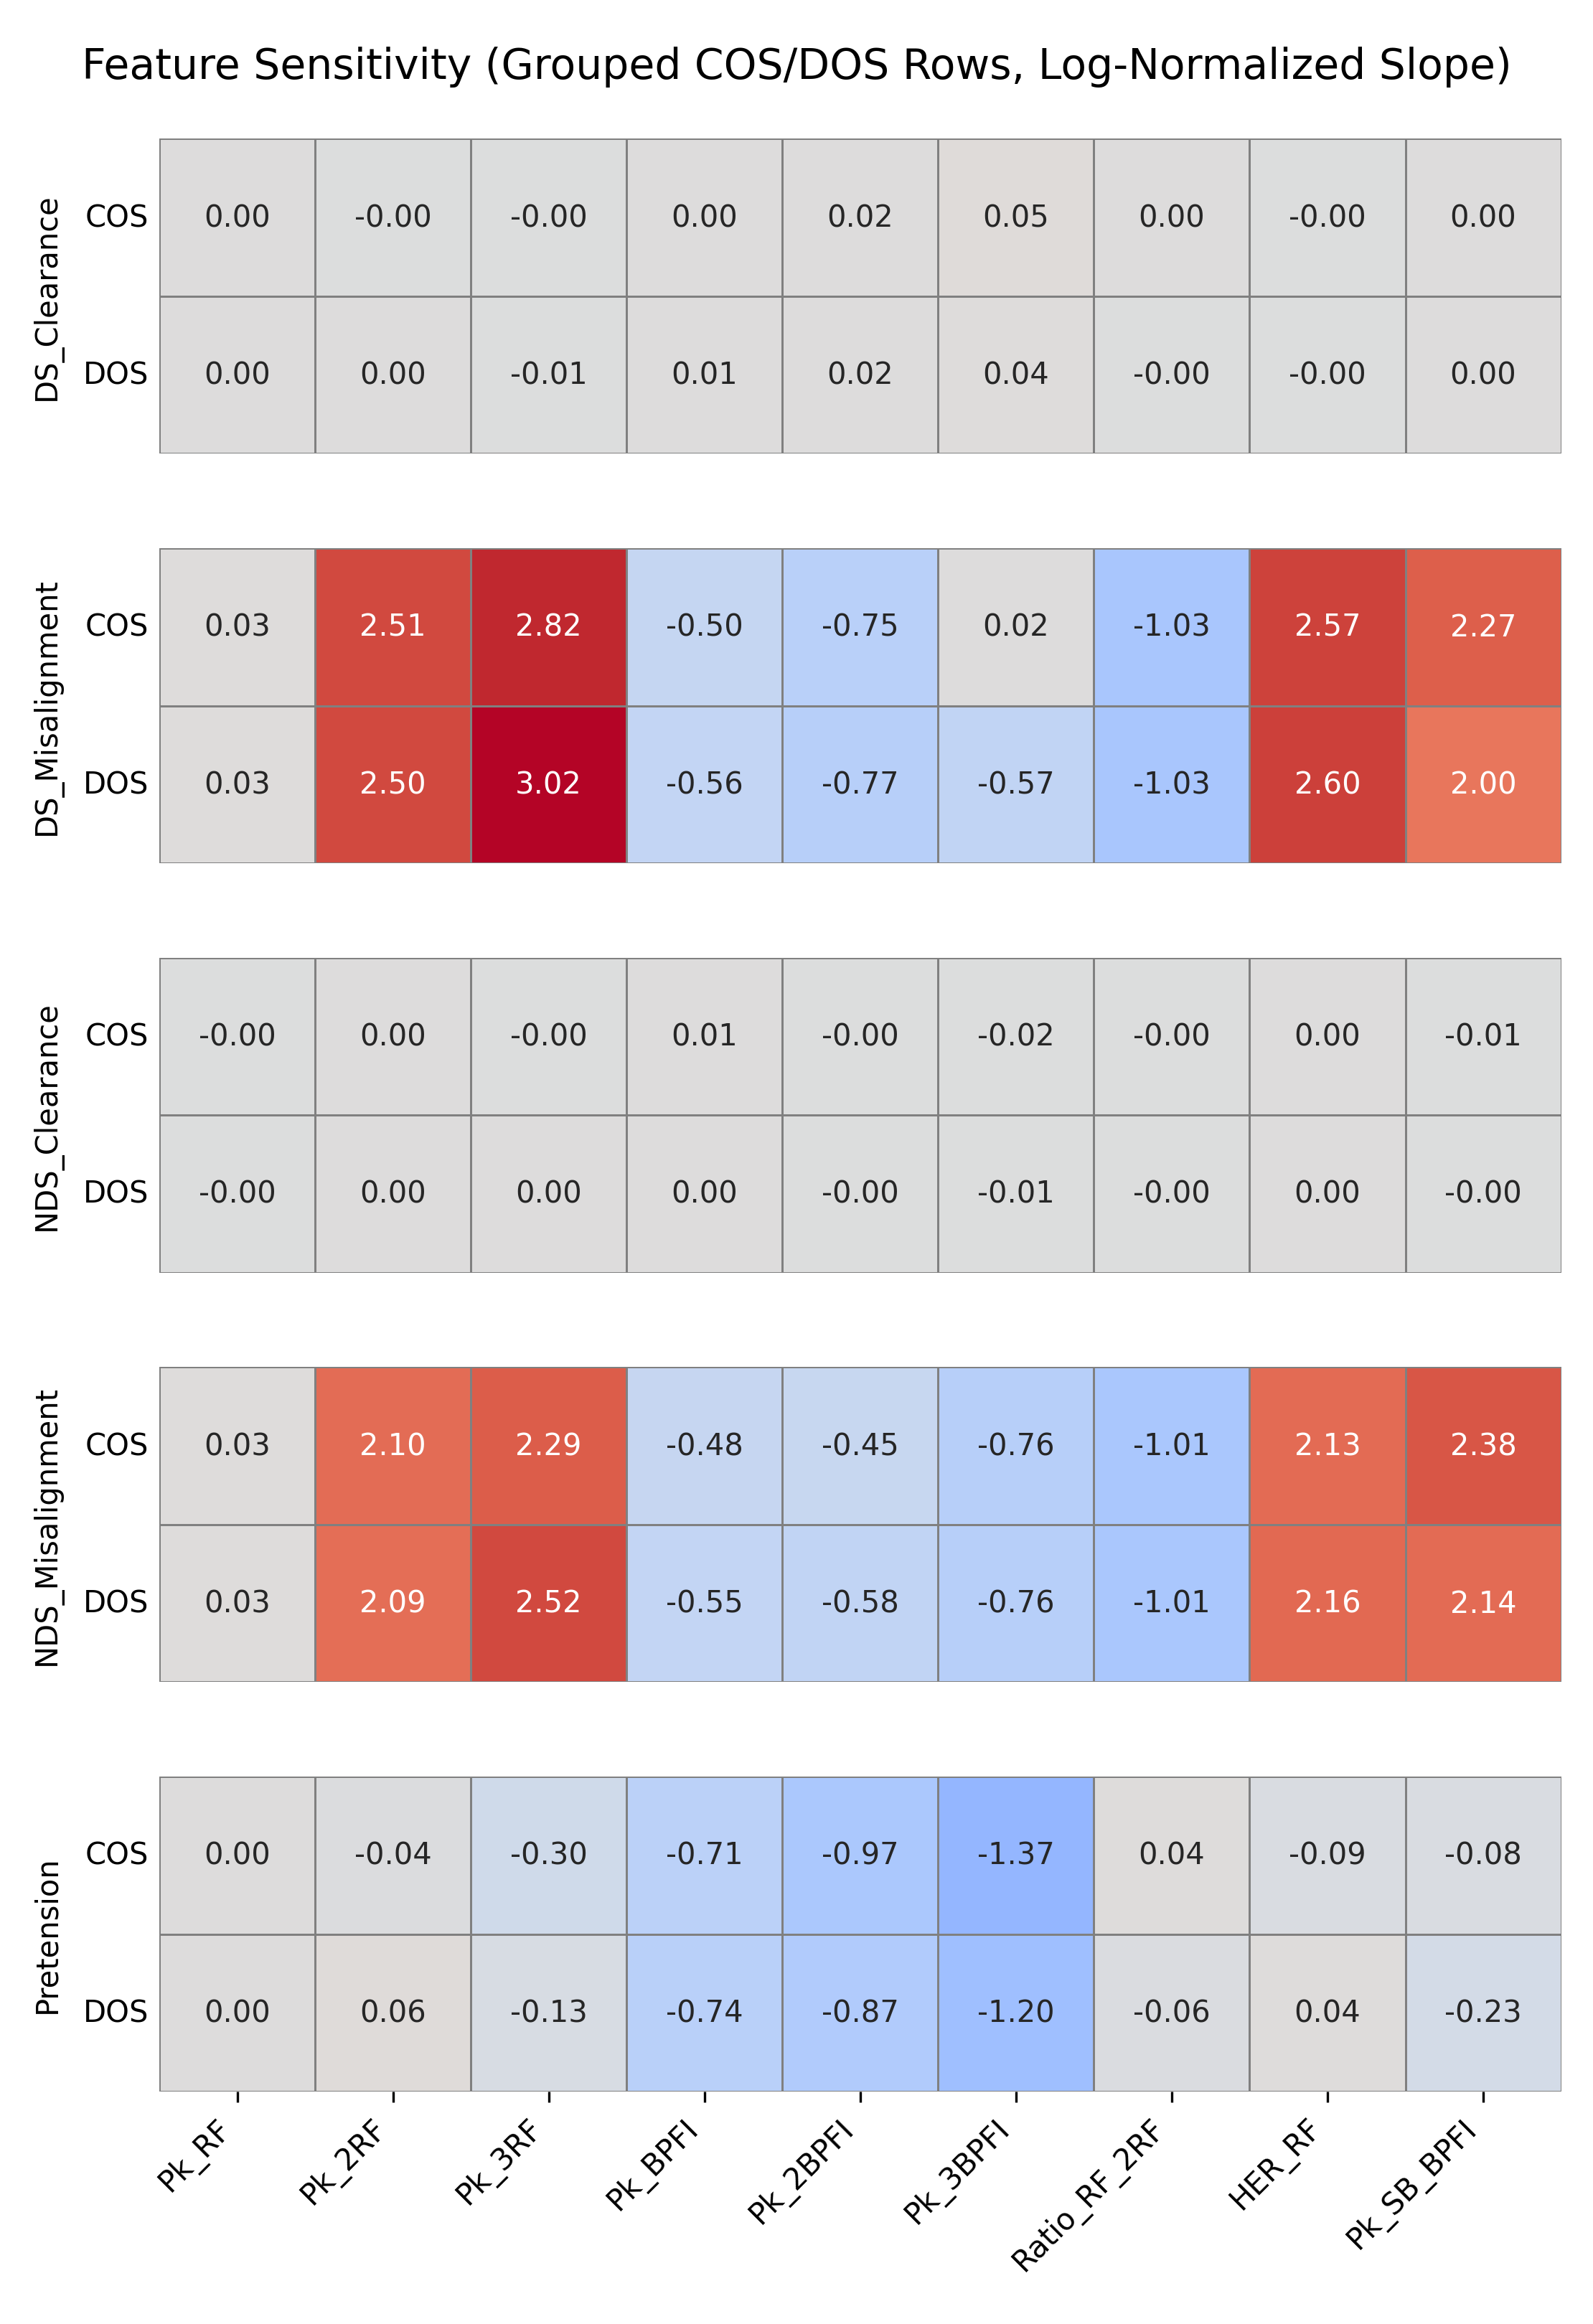 Feature Sensitivity (Grouped COS/DOS Rows, Log-Normalized Slope)
DS_Clearance
COS 0.00 -0.00 -0.00 0.00 0.02 0.05 0.00 -0.00 0.00
DOS 0.00 0.00 -0.01 0.01 0.02 0.04 -0.00 -0.00 0.00
DS_Misalignment
COS 0.03 2.51 2.82 -0.50 -0.75 0.02 -1.03 2.57 2.27
DOS 0.03 2.50 3.02 -0.56 -0.77 -0.57 -1.03 2.60 2.00
NDS_Clearance
COS -0.00 0.00 -0.00 0.01 -0.00 -0.02 -0.00 0.00 -0.01
DOS -0.00 0.00 0.00 0.00 -0.00 -0.01 -0.00 0.00 -0.00
NDS_Misalignment
COS 0.03 2.10 2.29 -0.48 -0.45 -0.76 -1.01 2.13 2.38
DOS 0.03 2.09 2.52 -0.55 -0.58 -0.76 -1.01 2.16 2.14
Pretension
COS 0.00 -0.04 -0.30 -0.71 -0.97 -1.37 0.04 -0.09 -0.08
DOS 0.00 0.06 -0.13 -0.74 -0.87 -1.20 -0.06 0.04 -0.23
Pk_RF Pk_2RF Pk_3RF Pk_BPFI Pk_2BPFI Pk_3BPFI Ratio_RF_2RF HER_RF Pk_SB_BPFI